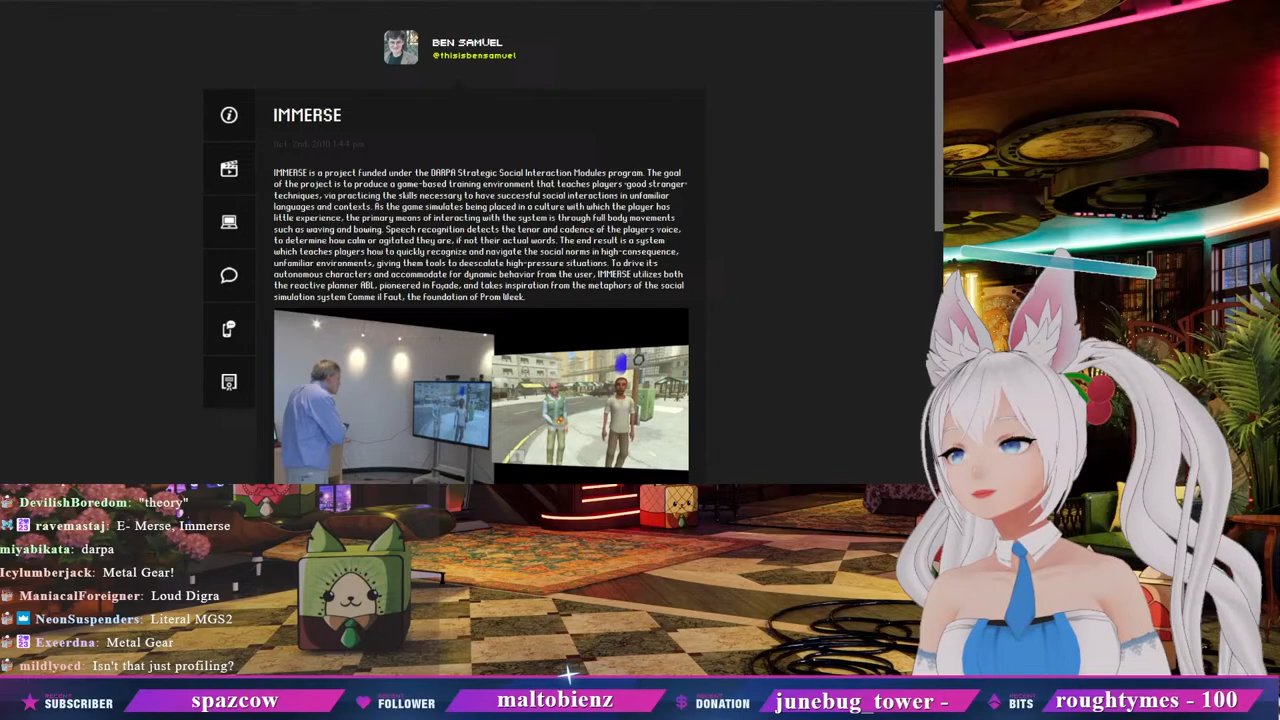 BEN SAMUEL
@thisisbensamuel
IMMERSE
Oct. 2nd, 2010 1:44 pm
IMMERSE is a project funded under the DARPA Strategic Social Interaction Modules program. The goal
of the project is to produce a game-based training environment that teaches players "good stranger"
techniques, via practicing the skills necessary to have successful social interactions in unfamiliar
languages and contexts. As the game simulates being placed in a culture with which the player has
little experience, the primary means of interacting with the system is through full body movements
such as waving and bowing. Speech recognition detects the tenor and cadence of the player's voice,
to determine how calm or agitated they are, if not their actual words. The end result is a system
which teaches players how to quickly recognize and navigate the social norms in high-consequence,
unfamiliar environments, giving them tools to deescalate high-pressure situations. To drive its
autonomous characters and accommodate for dynamic behavior from the user, IMMERSE utilizes both
the reactive planner ABL, pioneered in Façade, and takes inspiration from the metaphors of the social
simulation system Comme il Faut, the foundation of Prom Week.
DevilishBoredom: "theory"
ravemastaj: E- Merse, Immerse
miyabikata: darpa
Icylumberjack: Metal Gear!
ManiacalForeigner: Loud Digra
NeonSuspenders: Literal MGS2
Exeerdna: Metal Gear
mildlyocd: Isn't that just profiling?
RECENT SUBSCRIBER spazcow RECENT FOLLOWER maltobienz RECENT DONATION junebug_tower - RECENT BITS roughtymes - 100